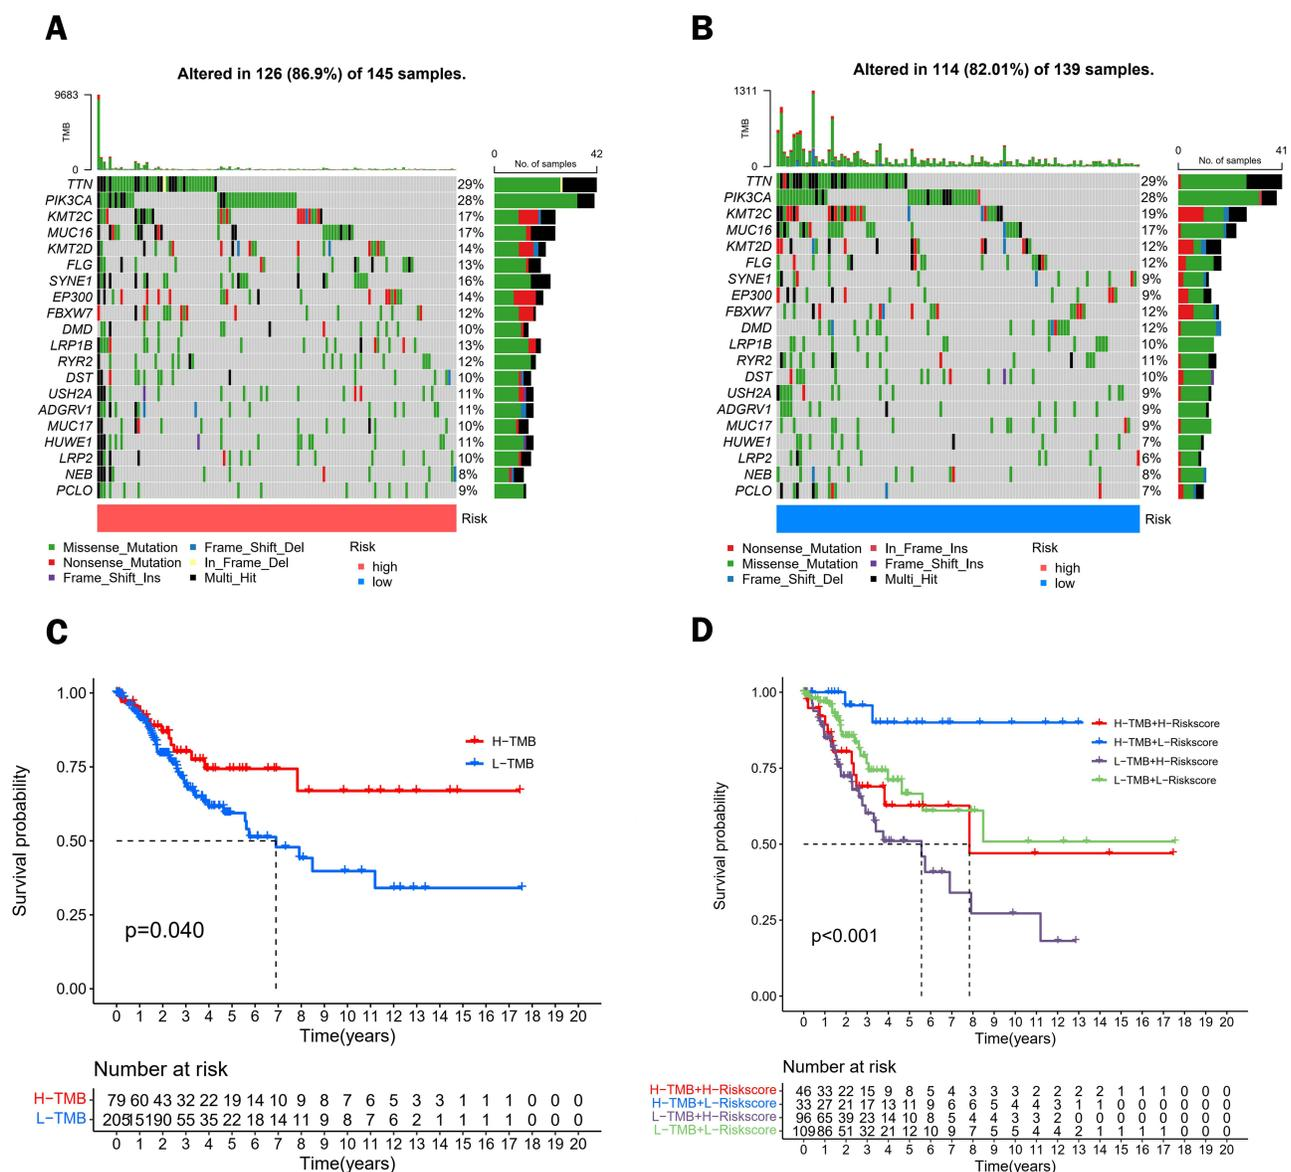 A
Altered in 126 (86.9%) of 145 samples.
9683
TMB
0
0
42
No. of samples
TTN 29%
PIK3CA 28%
KMT2C 17%
MUC16 17%
KMT2D 14%
FLG 13%
SYNE1 16%
EP300 14%
FBXW7 12%
DMD 10%
LRP1B 13%
RYR2 12%
DST 10%
USH2A 11%
ADGRV1 11%
MUC17 10%
HUWE1 11%
LRP2 10%
NEB 8%
PCLO 9%
Risk
Missense_Mutation Frame_Shift_Del Risk
Nonsense_Mutation In_Frame_Del high
Frame_Shift_Ins Multi_Hit low
B
Altered in 114 (82.01%) of 139 samples.
1311
TMB
0
0
41
No. of samples
TTN 29%
PIK3CA 28%
KMT2C 19%
MUC16 17%
KMT2D 12%
FLG 12%
SYNE1 9%
EP300 9%
FBXW7 12%
DMD 12%
LRP1B 10%
RYR2 11%
DST 10%
USH2A 9%
ADGRV1 9%
MUC17 9%
HUWE1 7%
LRP2 6%
NEB 8%
PCLO 7%
Risk
Nonsense_Mutation In_Frame_Ins Risk
Missense_Mutation Frame_Shift_Ins high
Frame_Shift_Del Multi_Hit low
C
Survival probability
1.00
0.75
0.50
0.25
0.00
H−TMB
L−TMB
p=0.040
0 1 2 3 4 5 6 7 8 9 10 11 12 13 14 15 16 17 18 19 20
Time(years)
Number at risk
H−TMB 79 60 43 32 22 19 14 10 9 8 7 6 5 3 3 1 1 1 0 0 0
L−TMB 205 151 90 55 35 22 18 14 11 9 8 7 6 2 1 1 1 1 0 0 0
0 1 2 3 4 5 6 7 8 9 10 11 12 13 14 15 16 17 18 19 20
Time(years)
D
Survival probability
1.00
0.75
0.50
0.25
0.00
H−TMB+H−Riskscore
H−TMB+L−Riskscore
L−TMB+H−Riskscore
L−TMB+L−Riskscore
p<0.001
0 1 2 3 4 5 6 7 8 9 10 11 12 13 14 15 16 17 18 19 20
Time(years)
Number at risk
H−TMB+H−Riskscore 46 33 22 15 9 8 5 4 3 3 3 2 2 2 2 1 1 0 0 0 0
H−TMB+L−Riskscore 33 27 21 17 13 11 9 6 6 5 4 4 3 1 1 0 0 0 0 0 0
L−TMB+H−Riskscore 96 65 39 23 14 10 8 5 4 4 3 3 2 0 0 0 0 0 0 0 0
L−TMB+L−Riskscore 109 86 51 32 21 12 10 9 7 5 5 4 4 2 1 1 1 1 0 0 0
0 1 2 3 4 5 6 7 8 9 10 11 12 13 14 15 16 17 18 19 20
Time(years)